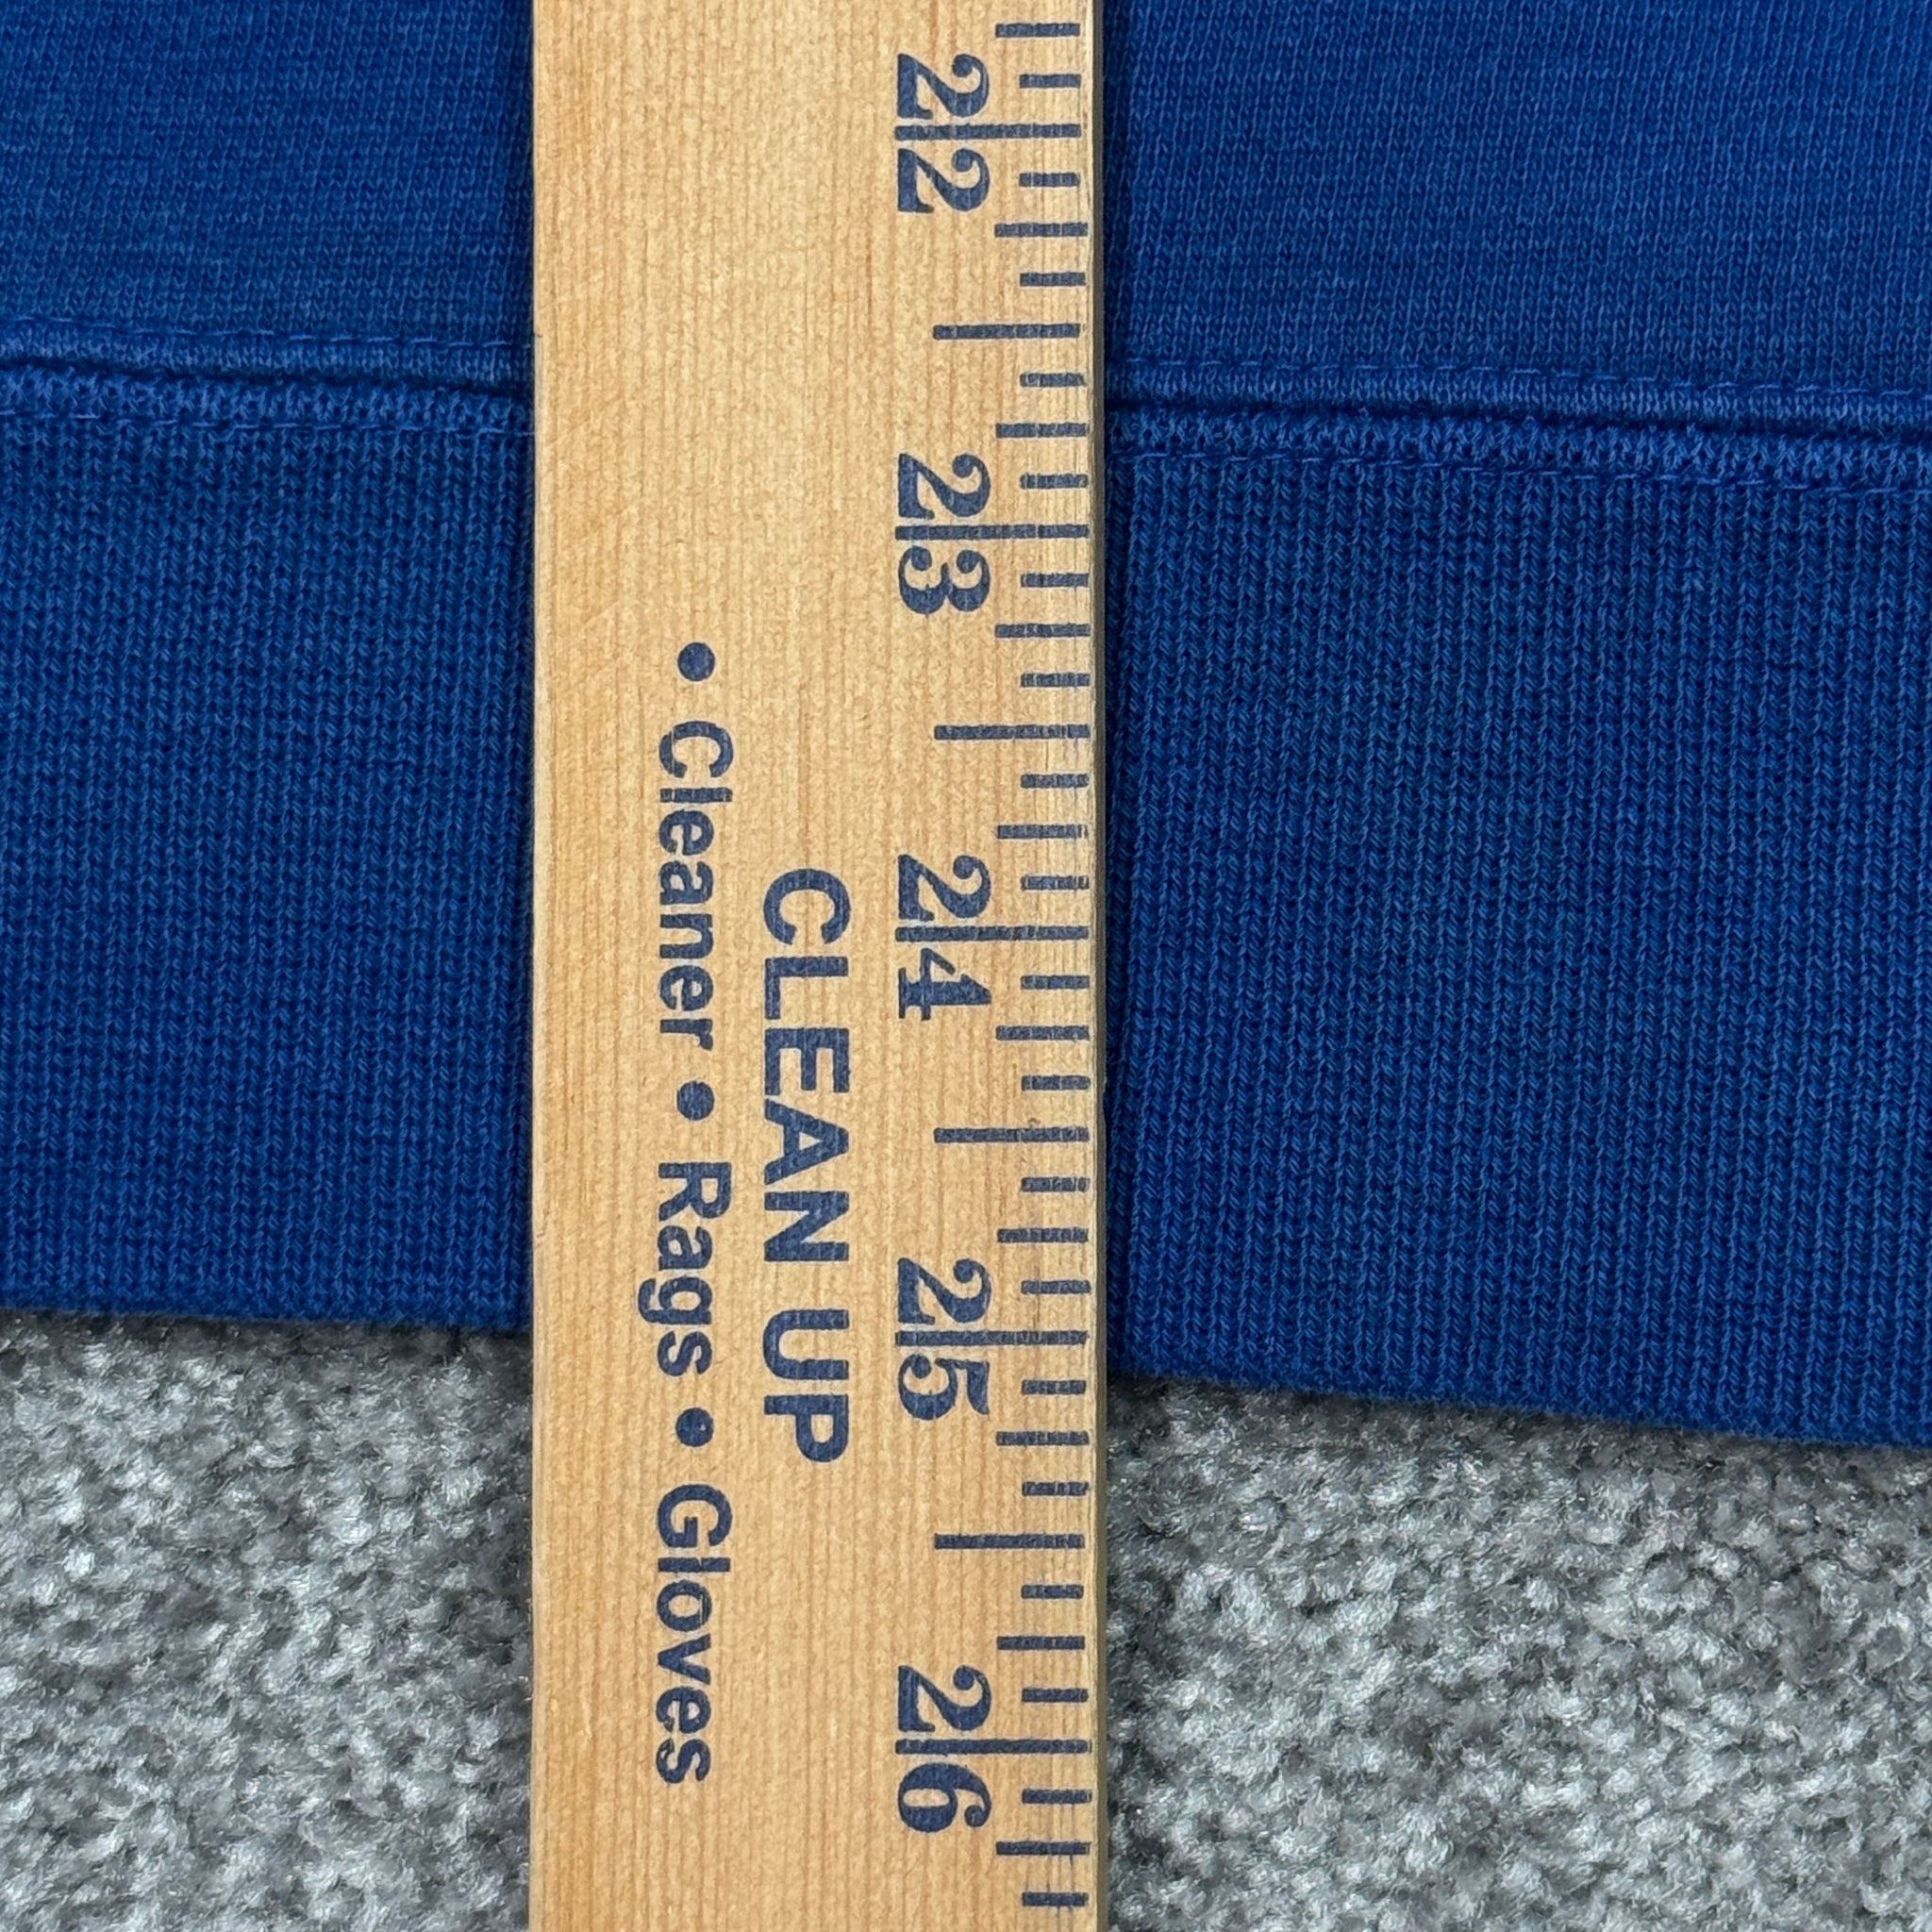 22
23
24
25
26
CLEAN UP
• Cleaner • Rags • Gloves